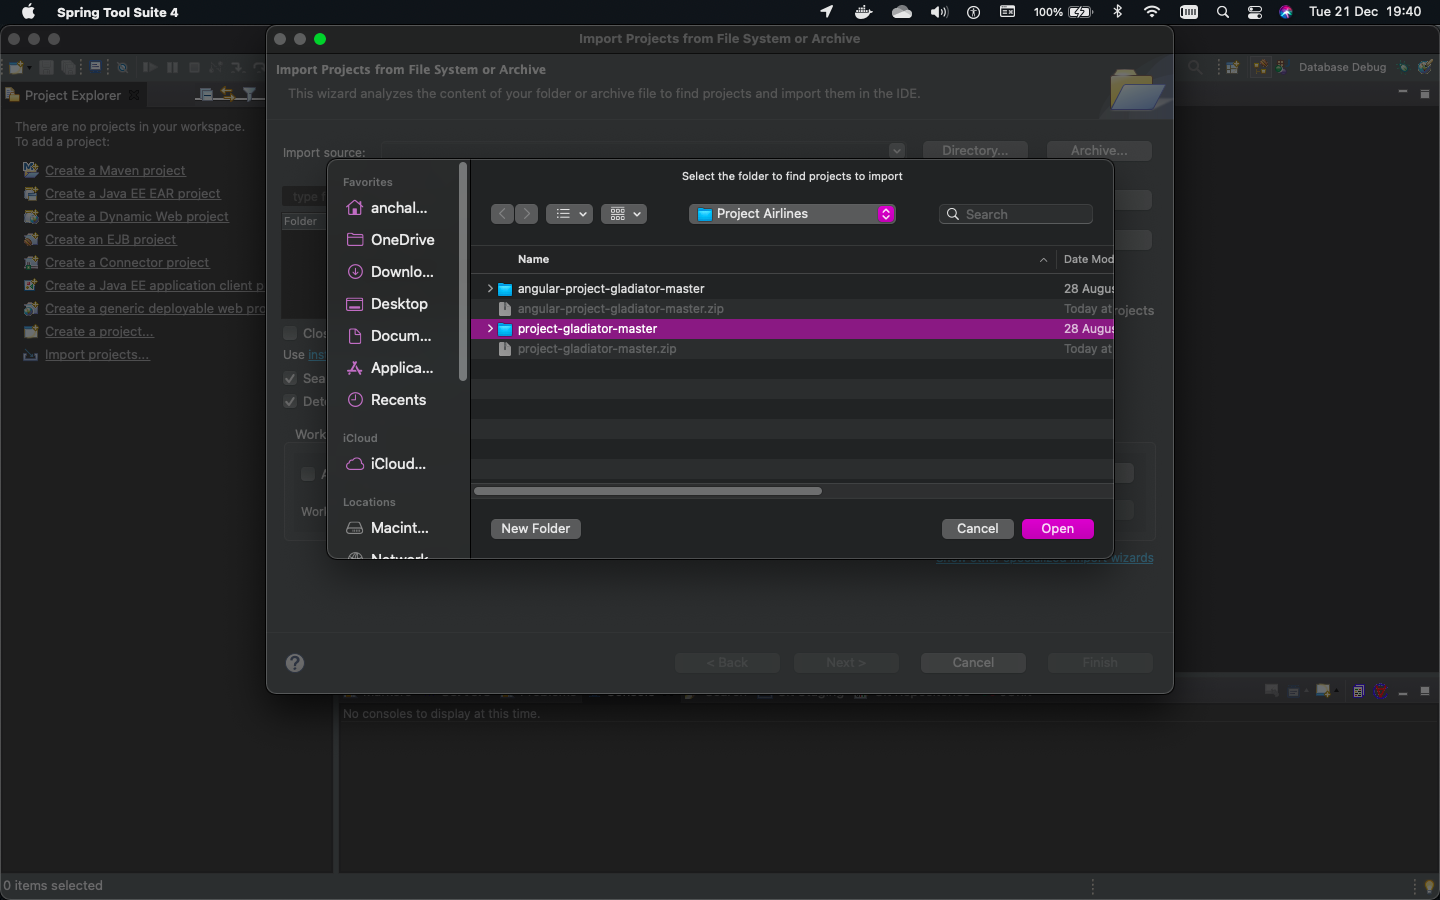 Spring Tool Suite 4
100%
Tue 21 Dec 19:40
Import Projects from File System or Archive
Database Debug
Project Explorer
Import Projects from File System or Archive
This wizard analyzes the content of your folder or archive file to find projects and import them in the IDE.
There are no projects in your workspace.
To add a project:
Create a Maven project
Create a Java EE EAR project
Create a Dynamic Web project
Create an EJB project
Create a Connector project
Create a Java EE application client p
Create a generic deployable web pro
Create a project...
Import projects...
Import source:
Directory...
Archive...
type f
Folder
Clos
ojects
Use ins
Sea
Dete
Work
A
Work
wizards
Select the folder to find projects to import
Favorites
anchal...
OneDrive
Downlo...
Desktop
Docum...
Applica...
Recents
iCloud
iCloud...
Locations
Macint...
Network
Project Airlines
Search
Name
Date Mod
angular-project-gladiator-master
28 Augus
angular-project-gladiator-master.zip
Today at
project-gladiator-master
28 Augus
project-gladiator-master.zip
Today at
New Folder
Cancel
Open
?
< Back
Next >
Cancel
Finish
No consoles to display at this time.
0 items selected